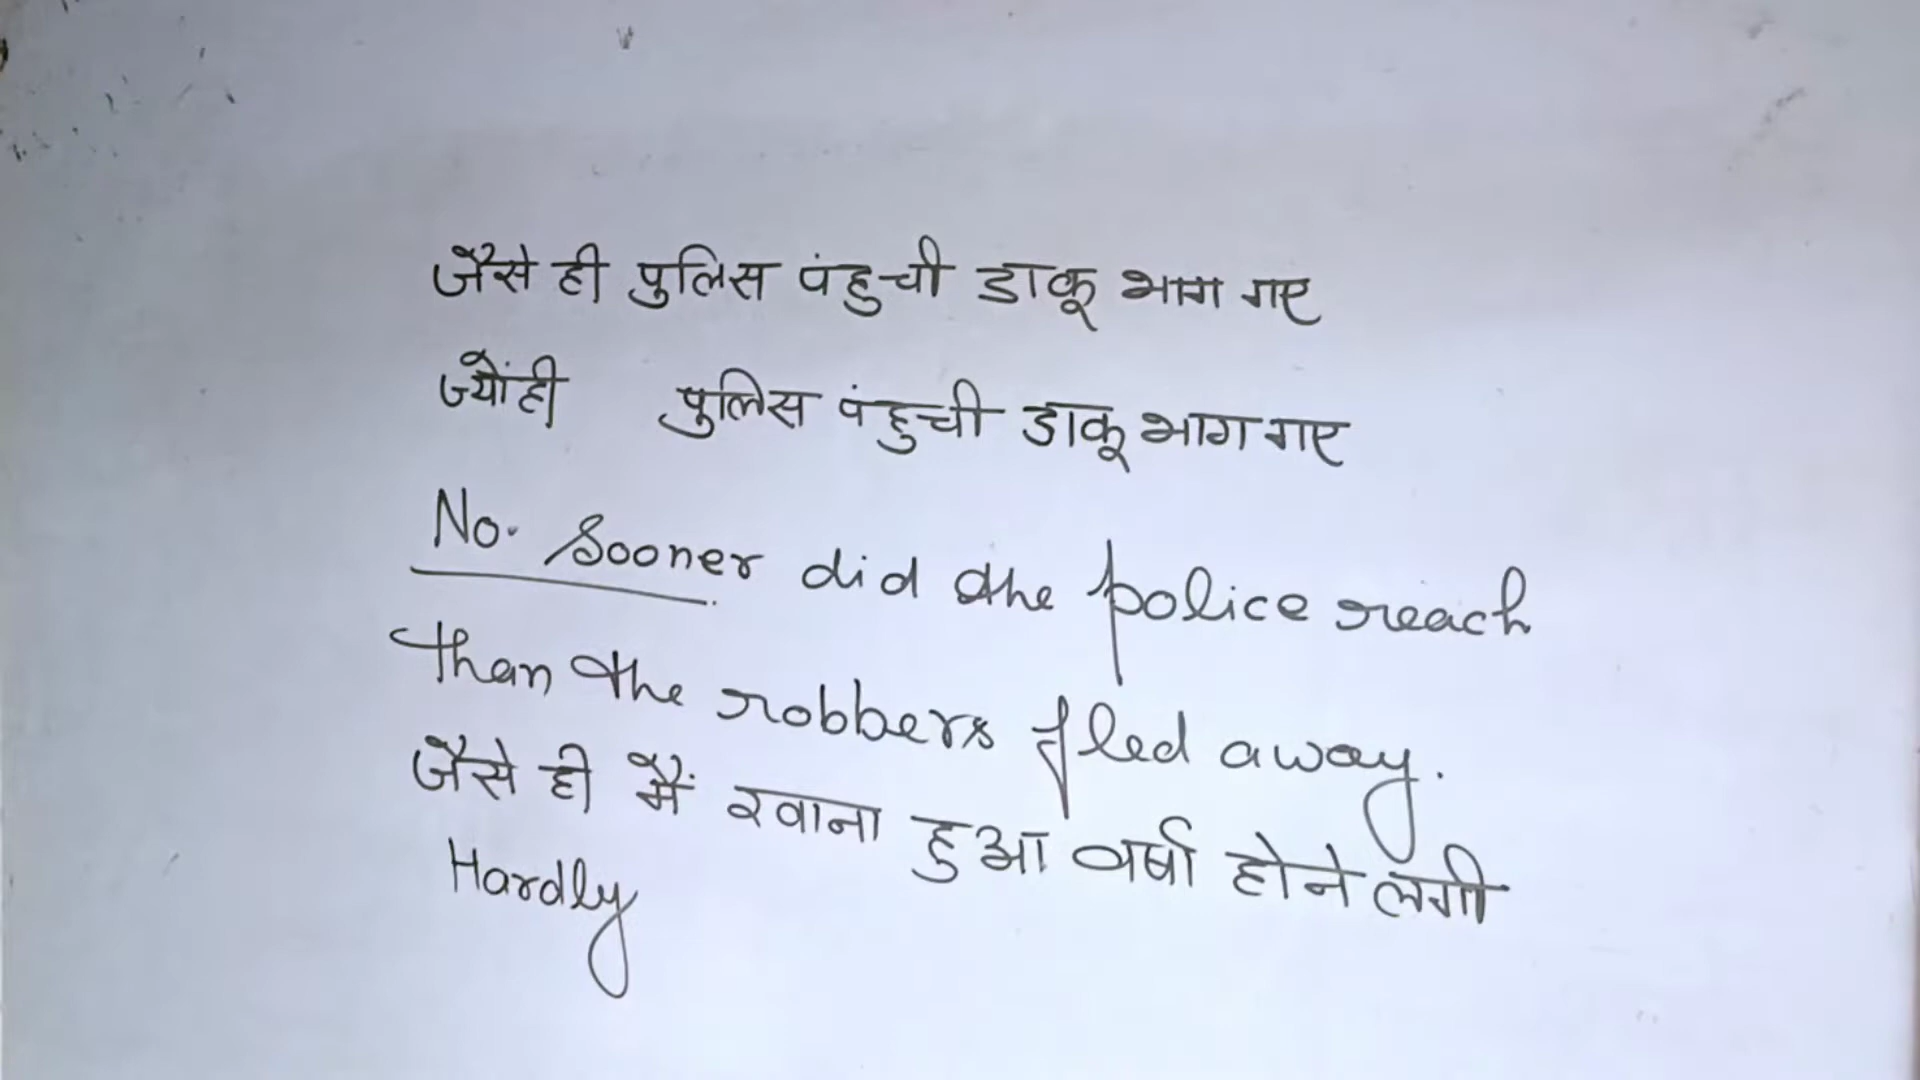 जैसे ही पुलिस पंहुची डाकू भाग गए
ज्योंही पुलिस पंहुची डाकू भाग गए
No. Sooner did the police reach
than the robbers fled away.
जैसे ही मैं रवाना हुआ वर्षा होने लगी
Hardly